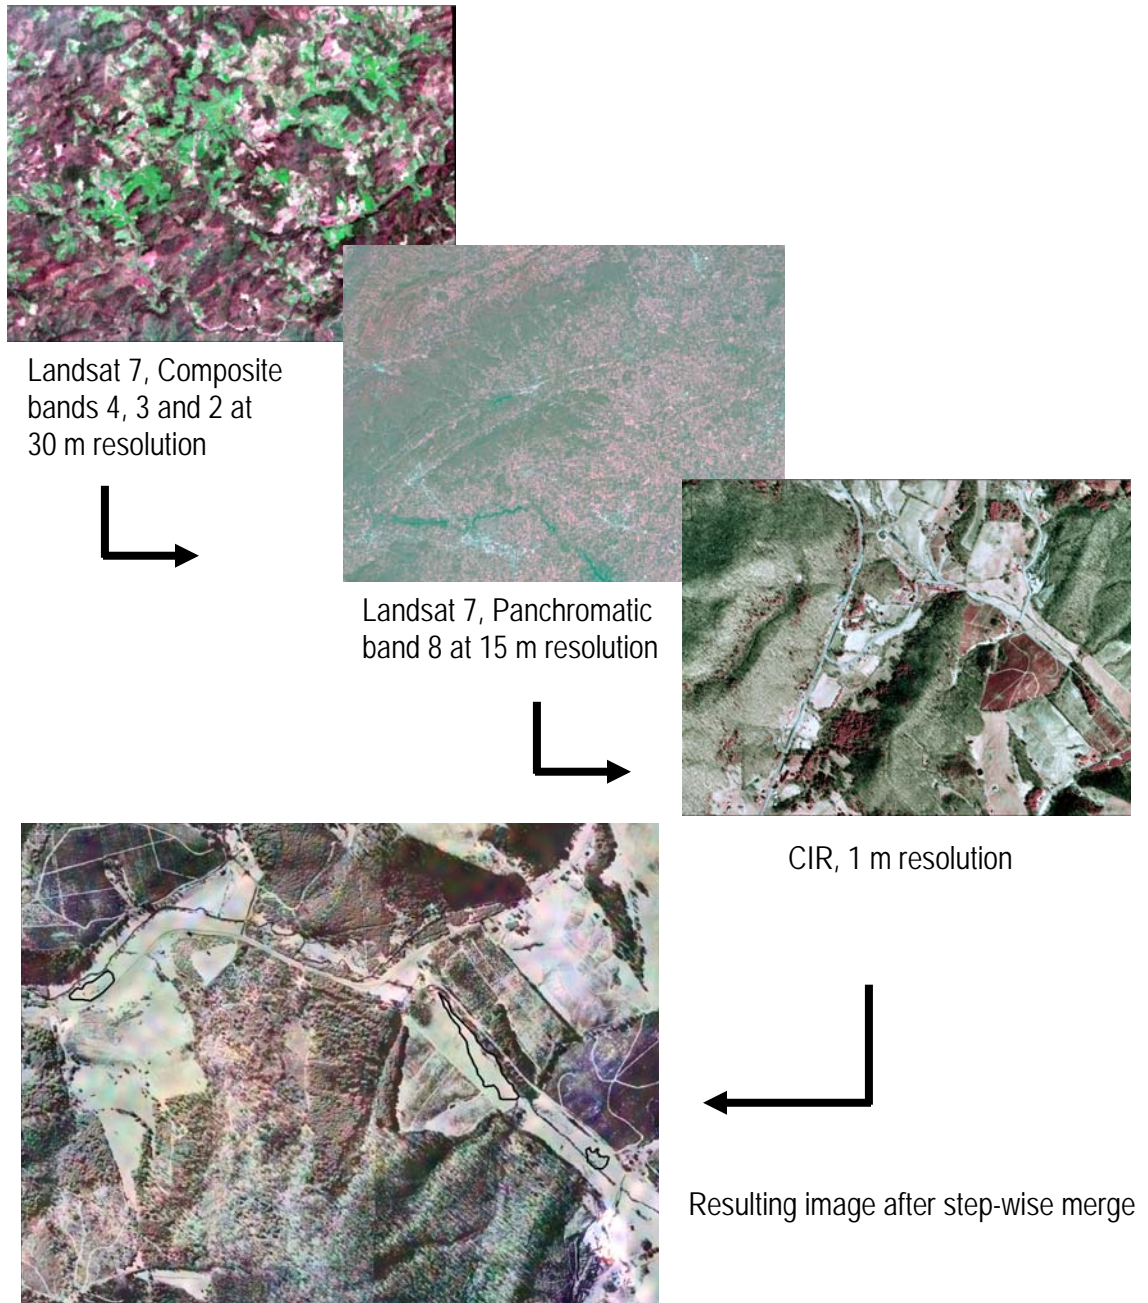 Landsat 7, Composite
bands 4, 3 and 2 at
30 m resolution
Landsat 7, Panchromatic
band 8 at 15 m resolution
CIR, 1 m resolution
Resulting image after step-wise merge